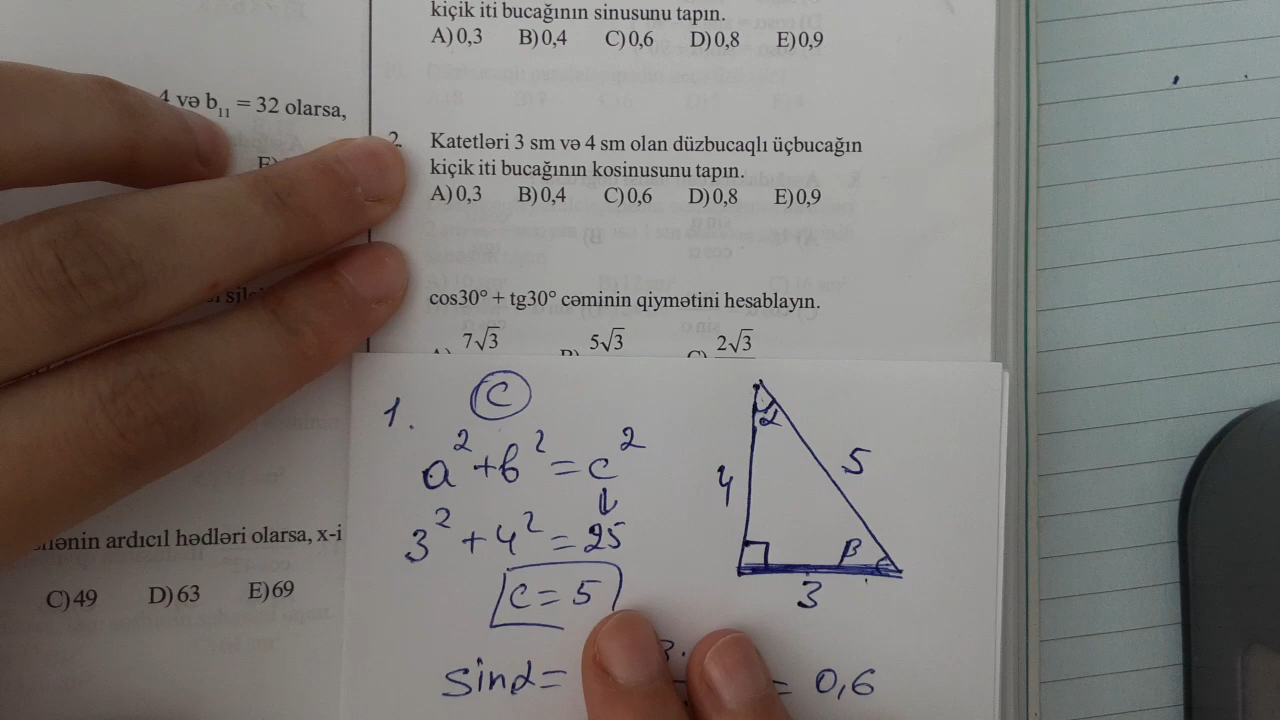 kiçik iti bucağının sinusunu tapın.
A) 0,3 B) 0,4 C) 0,6 D) 0,8 E) 0,9
4 və b₁₁ = 32 olarsa,
E)
2. Katetləri 3 sm və 4 sm olan düzbucaqlı üçbucağın
kiçik iti bucağının kosinusunu tapın.
A) 0,3 B) 0,4 C) 0,6 D) 0,8 E) 0,9
cos30° + tg30° cəminin qiymətini hesablayın.
7√3 5√3 2√3
ardıcıl hədləri olarsa, x-i
C) 49 D) 63 E) 69
1. C
a² + b² = c²
3² + 4² = 25
c = 5
sinα = = 0,6
α
4
5
β
3